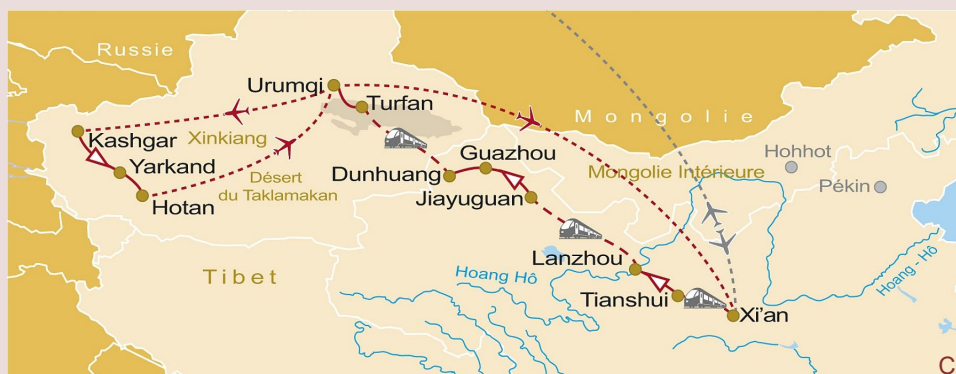 Russie
Urumqi
Turfan
Mongolie
Kashgar
Xinkiang
Yarkand
Guazhou
Hohhot
Dunhuang
Mongolie Intérieure
Désert
du Taklamakan
Pékin
Jiayuguan
Hotan
Lanzhou
Tibet
Hoang Hô
Hoang - Hô
Tianshui
Xi'an
C